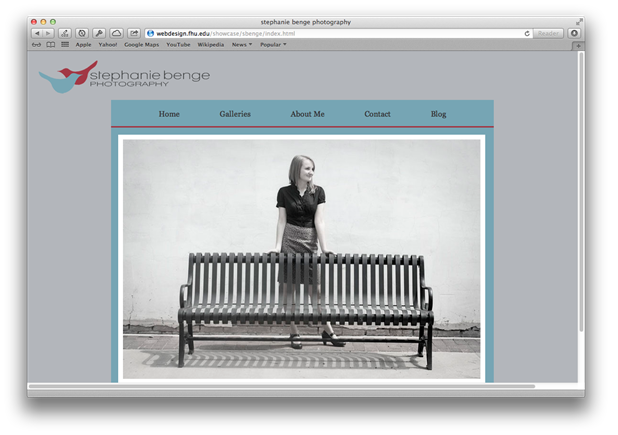 stephanie benge photography
webdesign.fhu.edu/showcase/sbenge/index.html
Reader
Apple Yahoo! Google Maps YouTube Wikipedia News Popular
stephanie benge
PHOTOGRAPHY
Home Galleries About Me Contact Blog